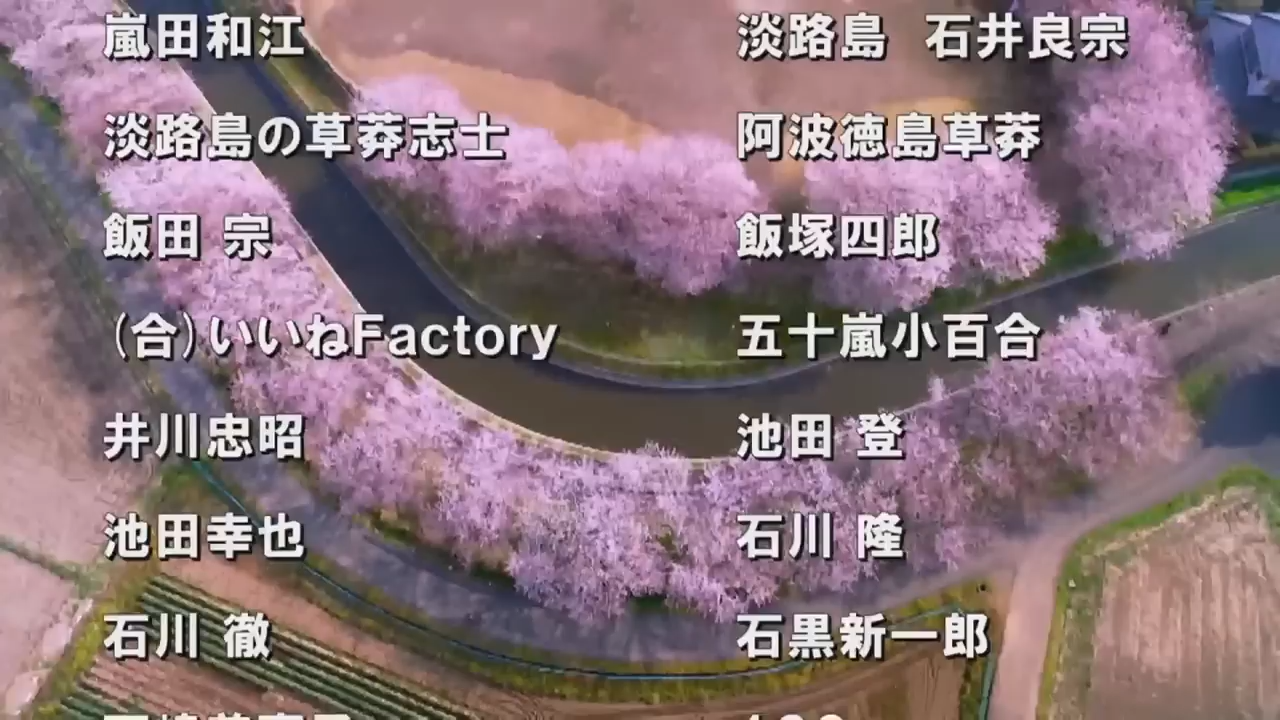 嵐田和江
淡路島　石井良宗
淡路島の草莽志士
阿波徳島草莽
飯田 宗
飯塚四郎
(合)いいねFactory
五十嵐小百合
井川忠昭
池田 登
池田幸也
石川 隆
石川 徹
石黒新一郎